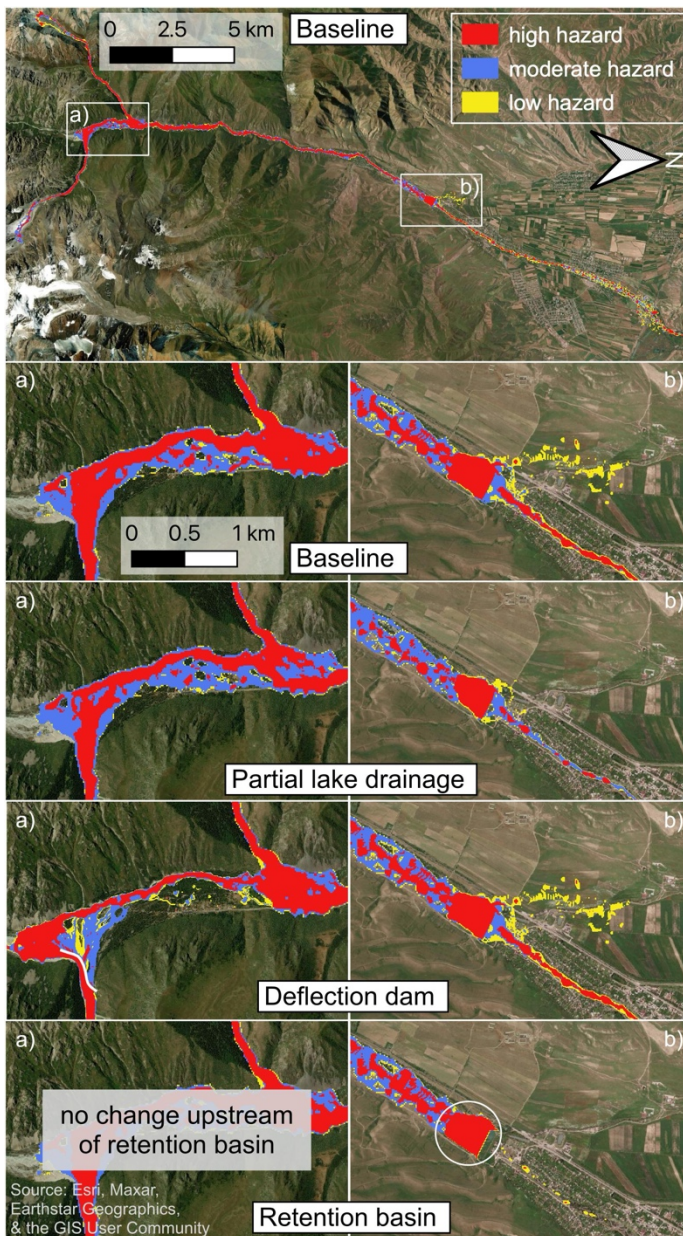 0 2.5 5 km
Baseline
high hazard
moderate hazard
low hazard
N
a)
b)
a)
b)
0 0.5 1 km
Baseline
a)
b)
Partial lake drainage
a)
b)
Deflection dam
a)
b)
no change upstream
of retention basin
Source: Esri, Maxar,
Earthstar Geographics,
& the GIS User Community
Retention basin